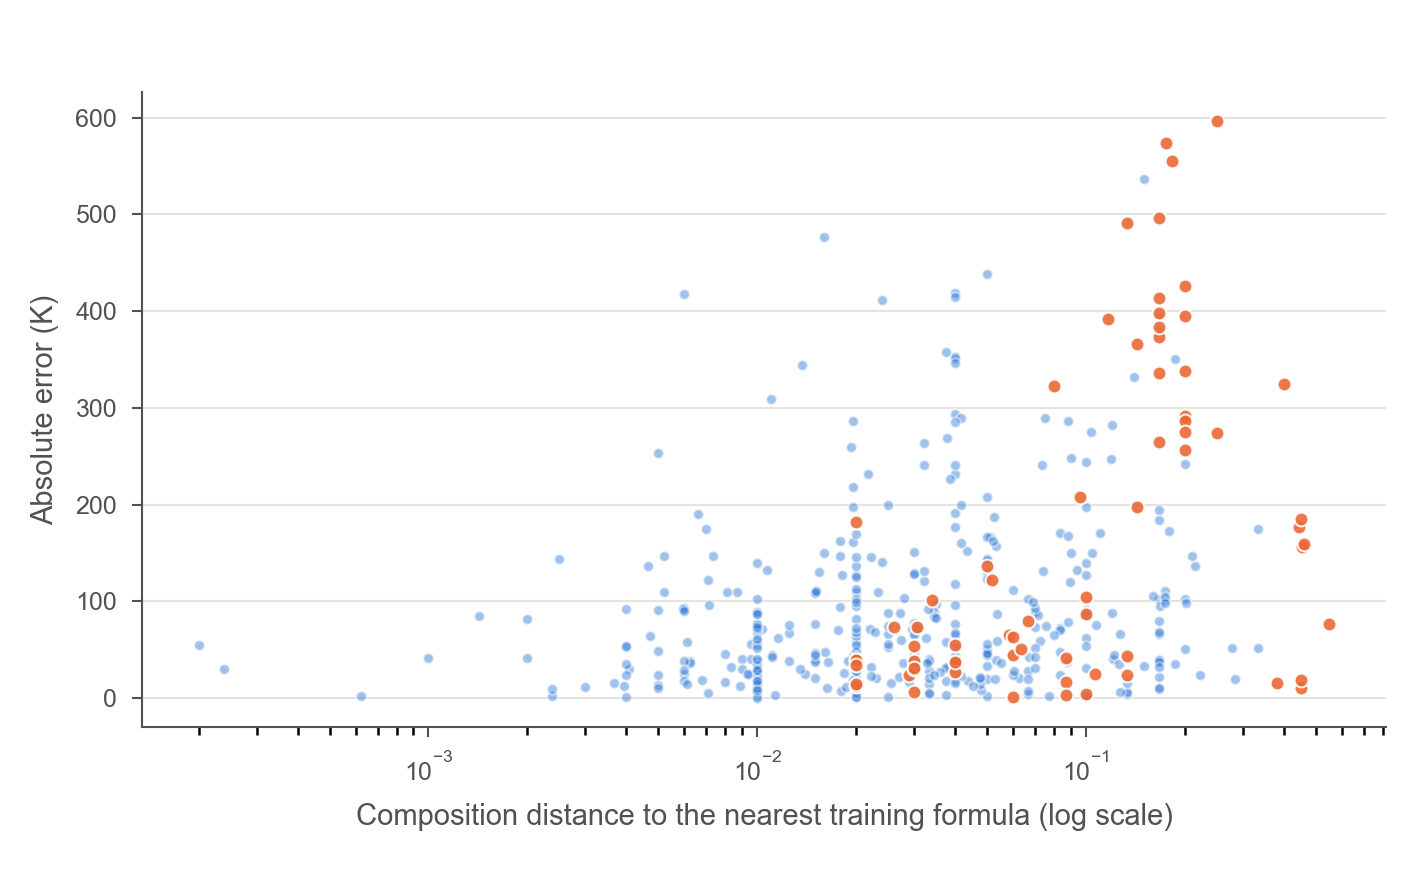 600
500
400
300
200
100
0
Absolute error (K)
10⁻³ 10⁻² 10⁻¹
Composition distance to the nearest training formula (log scale)